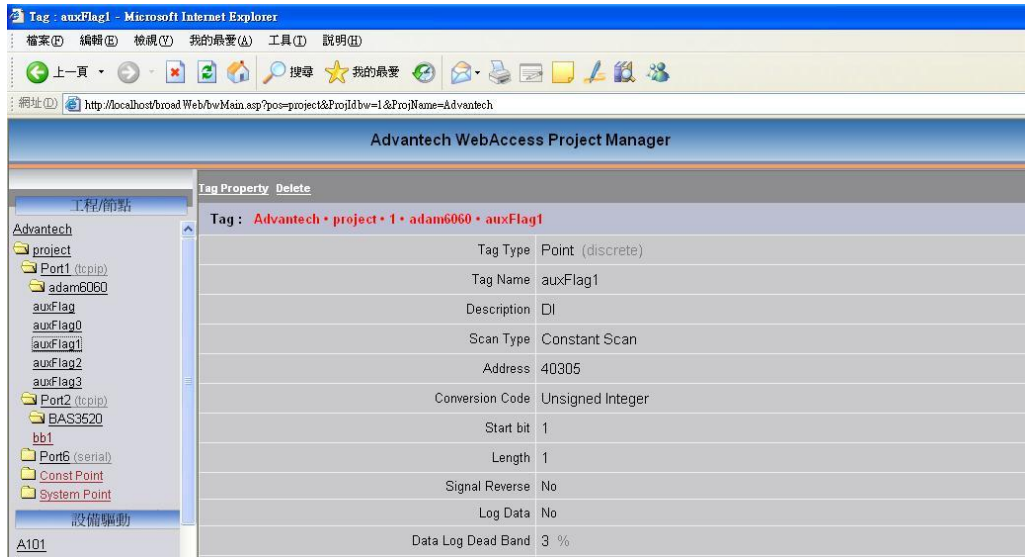 Tag : auxFlag1 - Microsoft Internet Explorer
檔案(F) 編輯(E) 檢視(V) 我的最愛(A) 工具(T) 說明(H)
上一頁 搜尋 我的最愛
網址(D) http://localhost/broadWeb/bwMain.asp?pos=project&ProjIdbw=1&ProjName=Advantech
Advantech WebAccess Project Manager
Tag Property Delete
工程/節點
Tag : Advantech • project • 1 • adam6060 • auxFlag1
Advantech
project
Port1 (tcpip)
adam6060
auxFlag
auxFlag0
auxFlag1
auxFlag2
auxFlag3
Port2 (tcpip)
BAS3520
bb1
Port6 (serial)
Const Point
System Point
設備驅動
A101
Tag Type Point (discrete)
Tag Name auxFlag1
Description DI
Scan Type Constant Scan
Address 40305
Conversion Code Unsigned Integer
Start bit 1
Length 1
Signal Reverse No
Log Data No
Data Log Dead Band 3 %